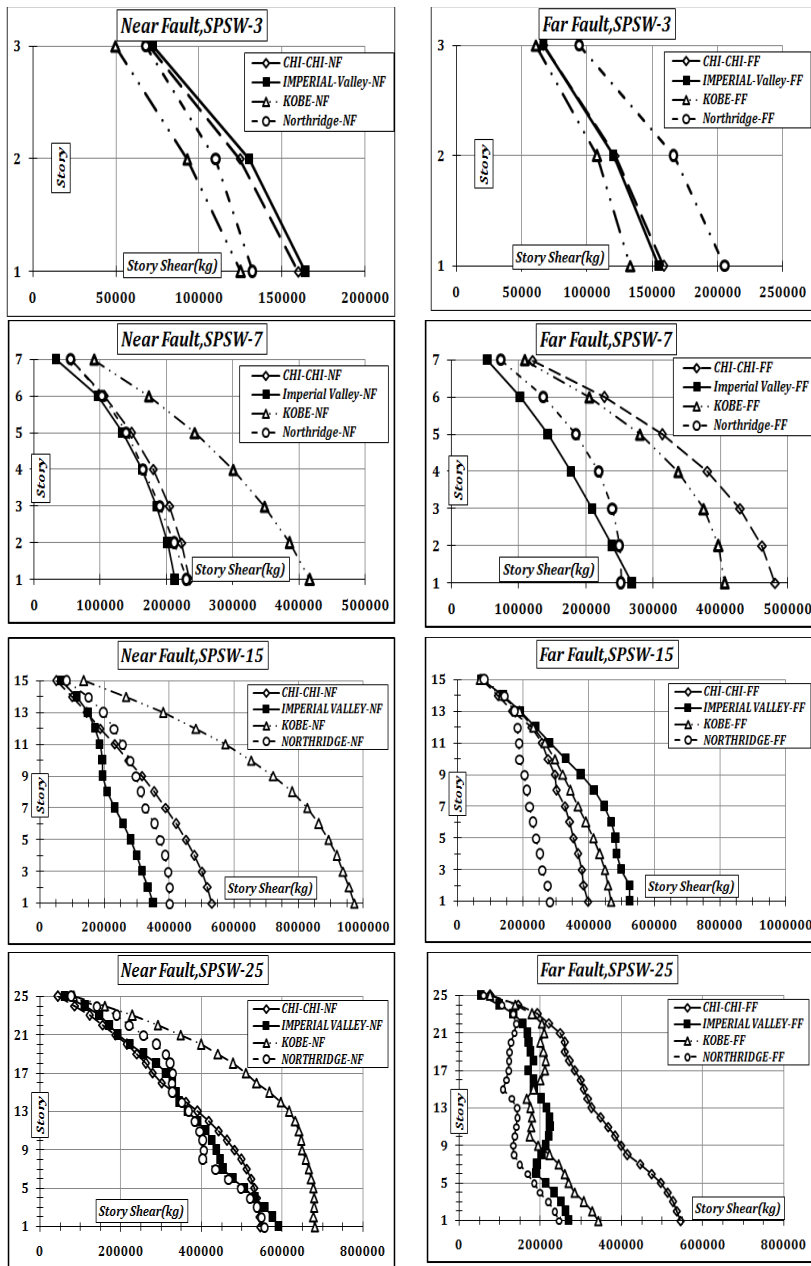 Near Fault,SPSW-3
CHI-CHI-NF
IMPERIAL-Valley-NF
KOBE-NF
Northridge-NF
3
2
1
Story
Story Shear(kg)
0 50000 100000 150000 200000
Far Fault,SPSW-3
CHI-CHI-FF
IMPERIAL-Valley-FF
KOBE-FF
Northridge-FF
3
2
1
Story
Story Shear(kg)
0 50000 100000 150000 200000 250000
Near Fault,SPSW-7
CHI-CHI-NF
Imperial Valley-NF
KOBE-NF
Northridge-NF
7
6
5
4
3
2
1
Story
Story Shear(kg)
0 100000 200000 300000 400000 500000
Far Fault,SPSW-7
CHI-CHI-FF
Imperial Valley-FF
KOBE-FF
Northridge-FF
7
6
5
4
3
2
1
Story
Story Shear(kg)
0 100000 200000 300000 400000 500000
Near Fault,SPSW-15
CHI-CHI-NF
IMPERIAL VALLEY-NF
KOBE-NF
NORTHRIDGE-NF
15
13
11
9
7
5
3
1
Story
Story Shear(kg)
0 200000 400000 600000 800000 1000000
Far Fault,SPSW-15
CHI-CHI-FF
IMPERIAL VALLEY-FF
KOBE-FF
NORTHRIDGE-FF
15
13
11
9
7
5
3
1
Story
Story Shear(kg)
0 200000 400000 600000 800000 1000000
Near Fault,SPSW-25
CHI-CHI-NF
IMPERIAL VALLEY-NF
KOBE-NF
NORTHRIDGE-NF
25
21
17
13
9
5
1
Story
Story Shear(kg)
0 200000 400000 600000 800000
Far Fault,SPSW-25
CHI-CHI-FF
IMPERIAL VALLEY-FF
KOBE-FF
NORTHRIDGE-FF
25
21
17
13
9
5
1
Story
Story Shear(kg)
0 200000 400000 600000 800000